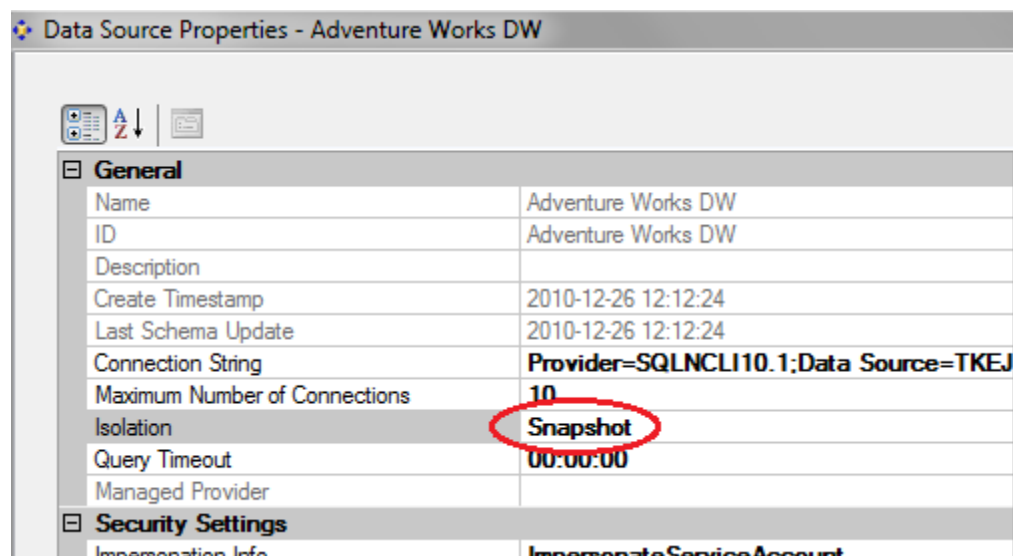 Data Source Properties - Adventure Works DW
A
Z
General
Name Adventure Works DW
ID Adventure Works DW
Description
Create Timestamp 2010-12-26 12:12:24
Last Schema Update 2010-12-26 12:12:24
Connection String Provider=SQLNCLI10.1;Data Source=TKEJ
Maximum Number of Connections 10
Isolation Snapshot
Query Timeout 00:00:00
Managed Provider
Security Settings
Impersonation Info ImpersonateServiceAccount